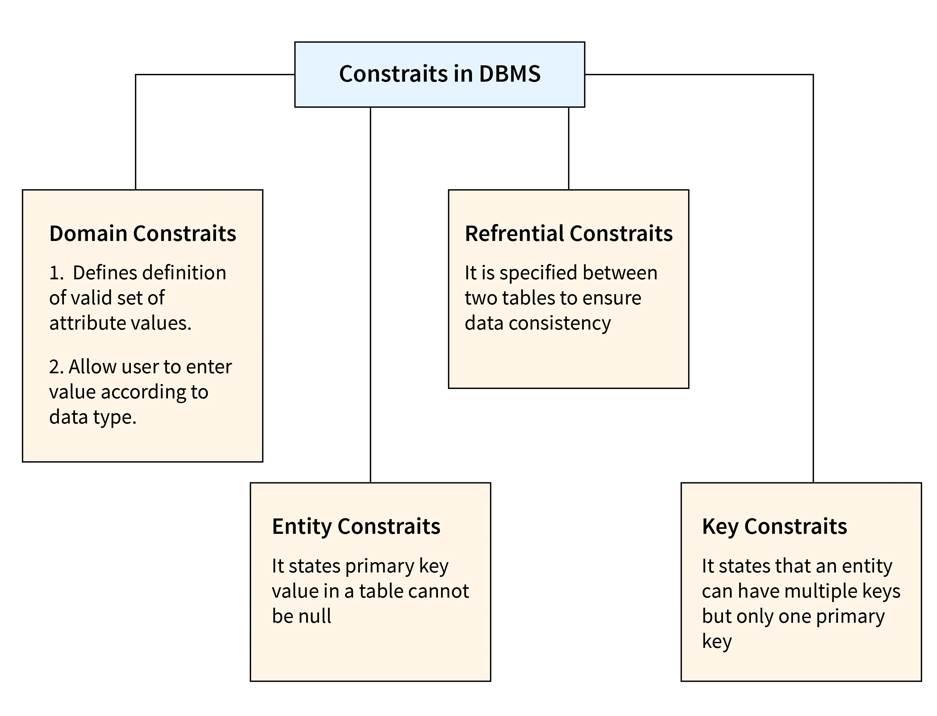 Constraits in DBMS
Domain Constraits
1.  Defines definition
of valid set of
attribute values.
2. Allow user to enter
value according to
data type.
Refrential Constraits
It is specified between
two tables to ensure
data consistency
Entity Constraits
It states primary key
value in a table cannot
be null
Key Constraits
It states that an entity
can have multiple keys
but only one primary
key